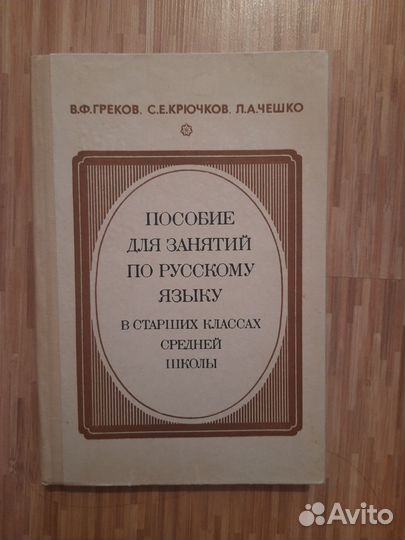 В.Ф.ГРЕКОВ. С.Е.КРЮЧКОВ. Л.А.ЧЕШКО
ПОСОБИЕ
ДЛЯ ЗАНЯТИЙ
ПО РУССКОМУ
ЯЗЫКУ
В СТАРШИХ КЛАССАХ
СРЕДНЕЙ
ШКОЛЫ
Avito